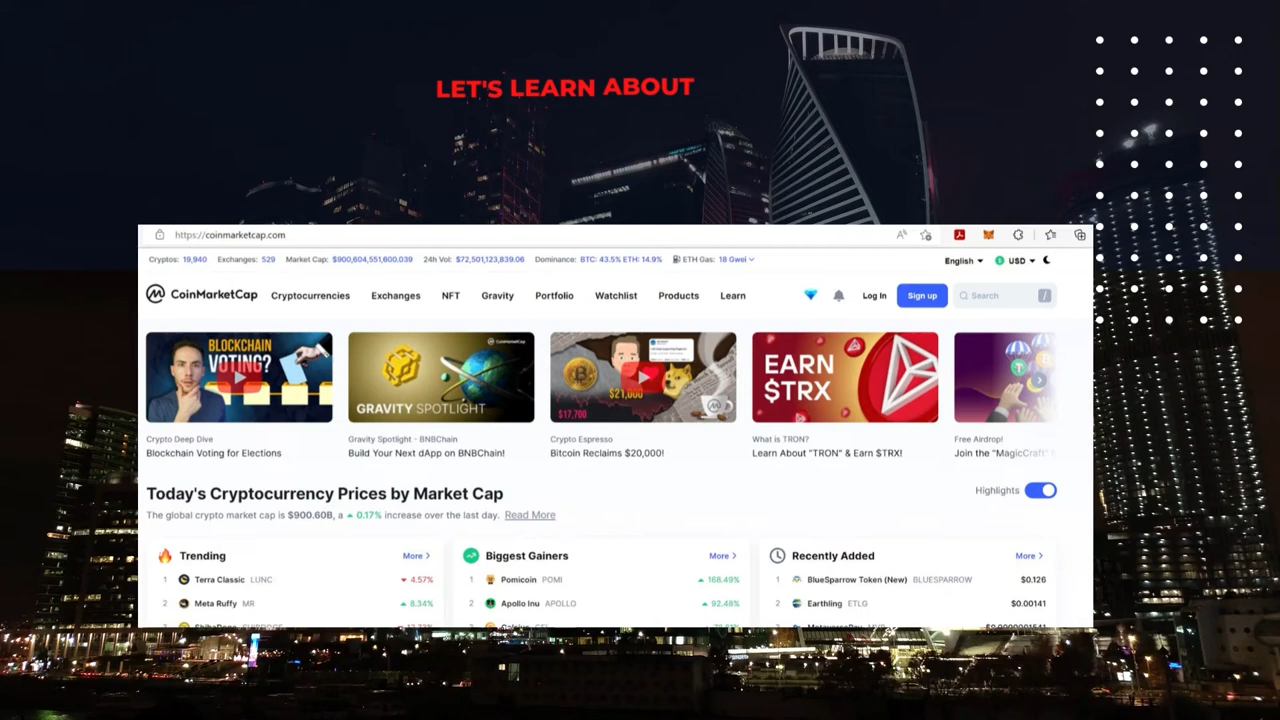 LET'S LEARN ABOUT
https://coinmarketcap.com
Cryptos: 19,940 Exchanges: 529 Market Cap: $900,604,551,600.039 24h Vol: $72,501,123,839.06 Dominance: BTC: 43.5% ETH: 14.9% ETH Gas: 18 Gwei English USD
CoinMarketCap Cryptocurrencies Exchanges NFT Gravity Portfolio Watchlist Products Learn Log In Sign up Search /
BLOCKCHAIN
VOTING?
CoinMarketCap
GRAVITY SPOTLIGHT
$21,000
$17,700
EARN
$TRX
Crypto Deep Dive
Blockchain Voting for Elections
Gravity Spotlight - BNBChain
Build Your Next dApp on BNBChain!
Crypto Espresso
Bitcoin Reclaims $20,000!
What is TRON?
Learn About "TRON" & Earn $TRX!
Free Airdrop!
Join the "MagicCraft"
Today's Cryptocurrency Prices by Market Cap
Highlights
The global crypto market cap is $900.60B, a 0.17% increase over the last day. Read More
Trending More
1 Terra Classic LUNC 4.57%
2 Meta Ruffy MR 8.34%
Biggest Gainers More
1 Pomicoin POMI 168.49%
2 Apollo Inu APOLLO 92.48%
Recently Added More
1 BlueSparrow Token (New) BLUESPARROW $0.126
2 Earthling ETLG $0.00141